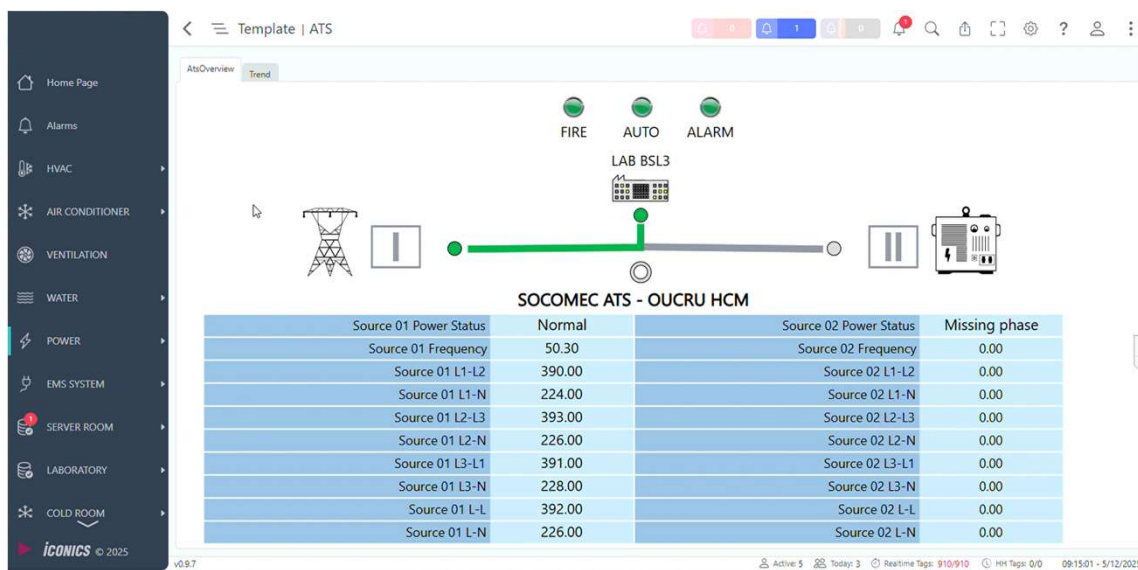 Template | ATS
0
1
0
1
?
AtsOverview
Trend
Home Page
Alarms
HVAC
AIR CONDITIONER
VENTILATION
WATER
POWER
EMS SYSTEM
1
SERVER ROOM
LABORATORY
COLD ROOM
ICONICS © 2025
FIRE AUTO ALARM
LAB BSL3
I II
SOCOMEC ATS - OUCRU HCM
Source 01 Power Status Normal Source 02 Power Status Missing phase
Source 01 Frequency 50.30 Source 02 Frequency 0.00
Source 01 L1-L2 390.00 Source 02 L1-L2 0.00
Source 01 L1-N 224.00 Source 02 L1-N 0.00
Source 01 L2-L3 393.00 Source 02 L2-L3 0.00
Source 01 L2-N 226.00 Source 02 L2-N 0.00
Source 01 L3-L1 391.00 Source 02 L3-L1 0.00
Source 01 L3-N 228.00 Source 02 L3-N 0.00
Source 01 L-L 392.00 Source 02 L-L 0.00
Source 01 L-N 226.00 Source 02 L-N 0.00
v0.9.7 Active: 5 Today: 3 Realtime Tags: 910/910 HH Tags: 0/0 09:15:01 - 5/12/2025